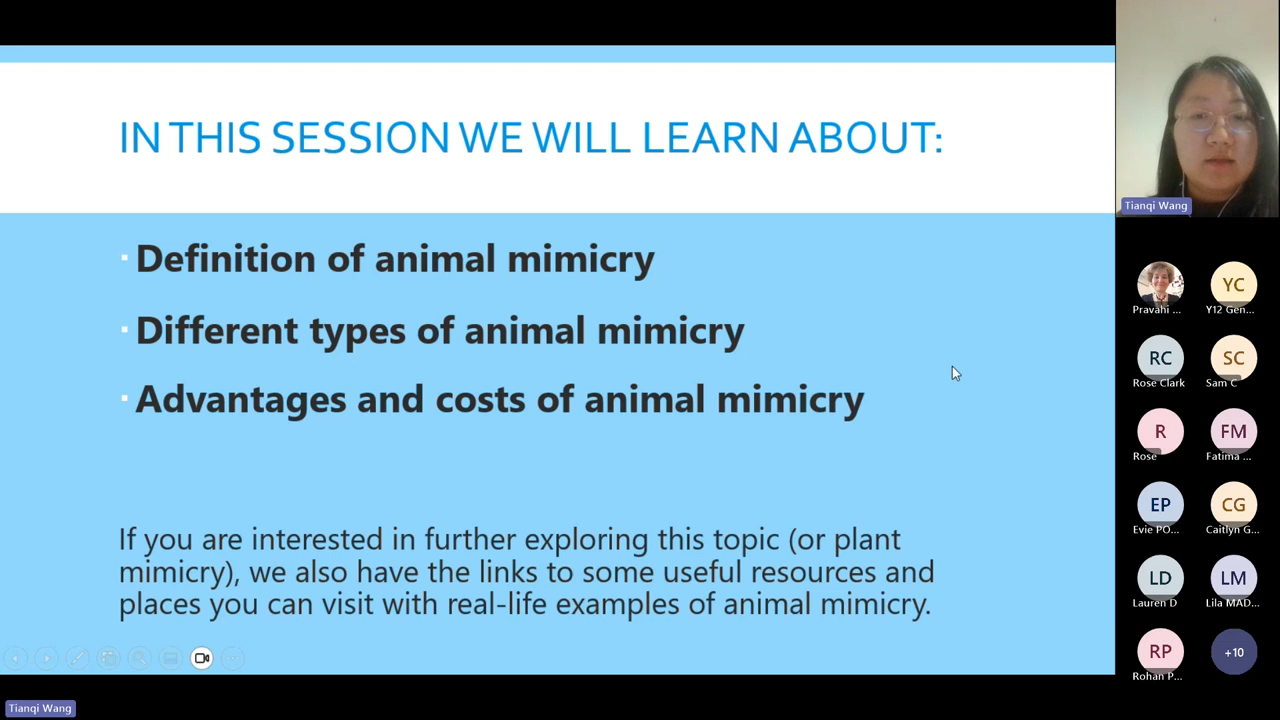 IN THIS SESSION WE WILL LEARN ABOUT:
Definition of animal mimicry
Different types of animal mimicry
Advantages and costs of animal mimicry
If you are interested in further exploring this topic (or plant
mimicry), we also have the links to some useful resources and
places you can visit with real-life examples of animal mimicry.
Tianqi Wang
Tianqi Wang
Pravahi ...
YC
Y12 Gen...
RC
Rose Clark
SC
Sam C
R
Rose
FM
Fatima ...
EP
Evie PO...
CG
Caitlyn G...
LD
Lauren D
LM
Lila MAD...
RP
Rohan P...
+10